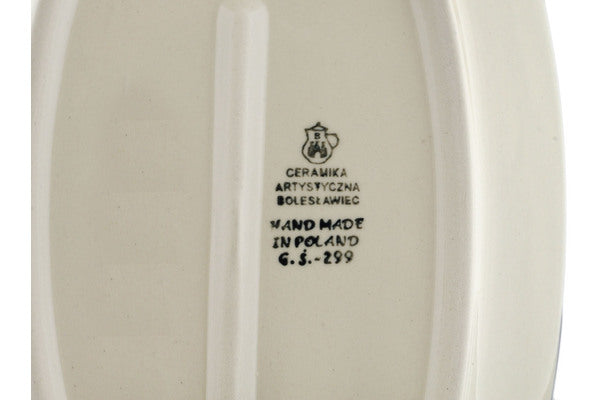 B
CERAMIKA
ARTYSTYCZNA
BOLESŁAWIEC
HAND MADE
IN POLAND
G.Ś.-299